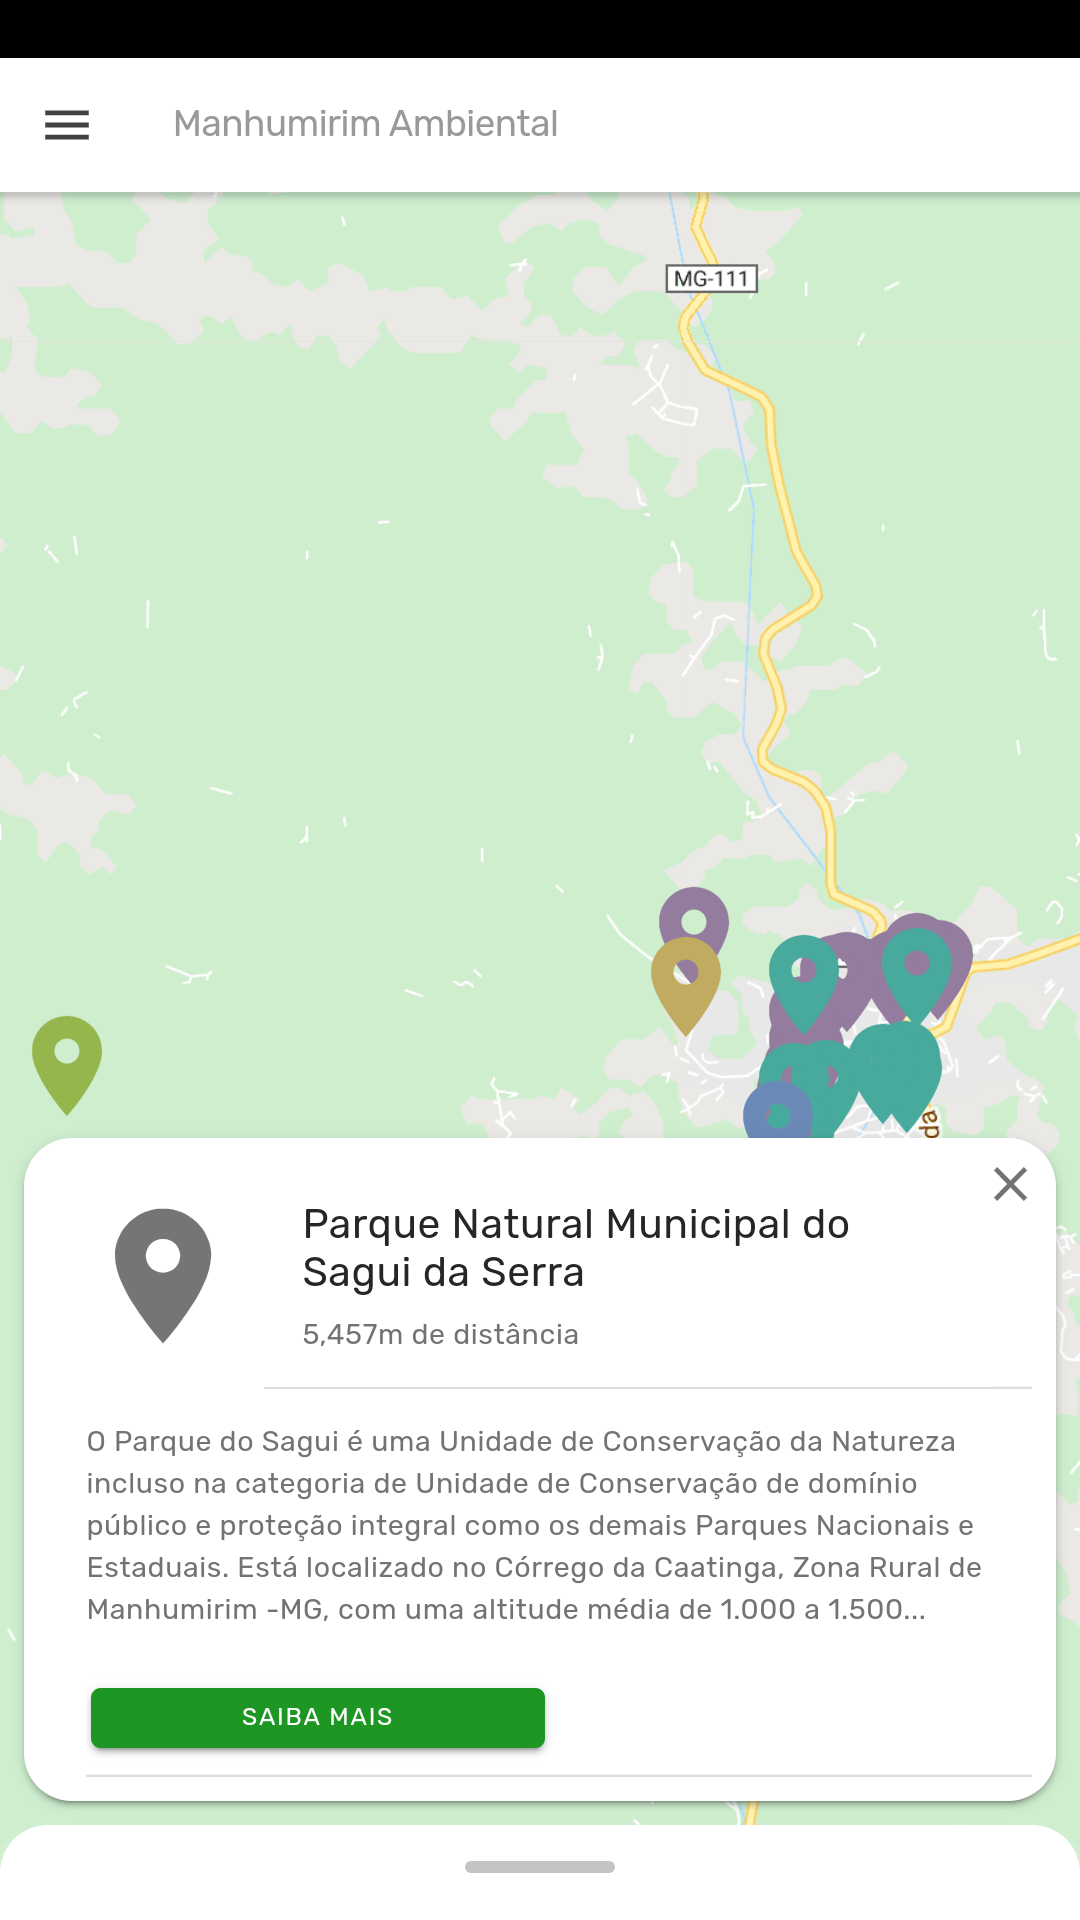 Manhumirim Ambiental
MG-111
da
Parque Natural Municipal do
Sagui da Serra
5,457m de distância
O Parque do Sagui é uma Unidade de Conservação da Natureza
incluso na categoria de Unidade de Conservação de domínio
público e proteção integral como os demais Parques Nacionais e
Estaduais. Está localizado no Córrego da Caatinga, Zona Rural de
Manhumirim -MG, com uma altitude média de 1.000 a 1.500...
SAIBA MAIS